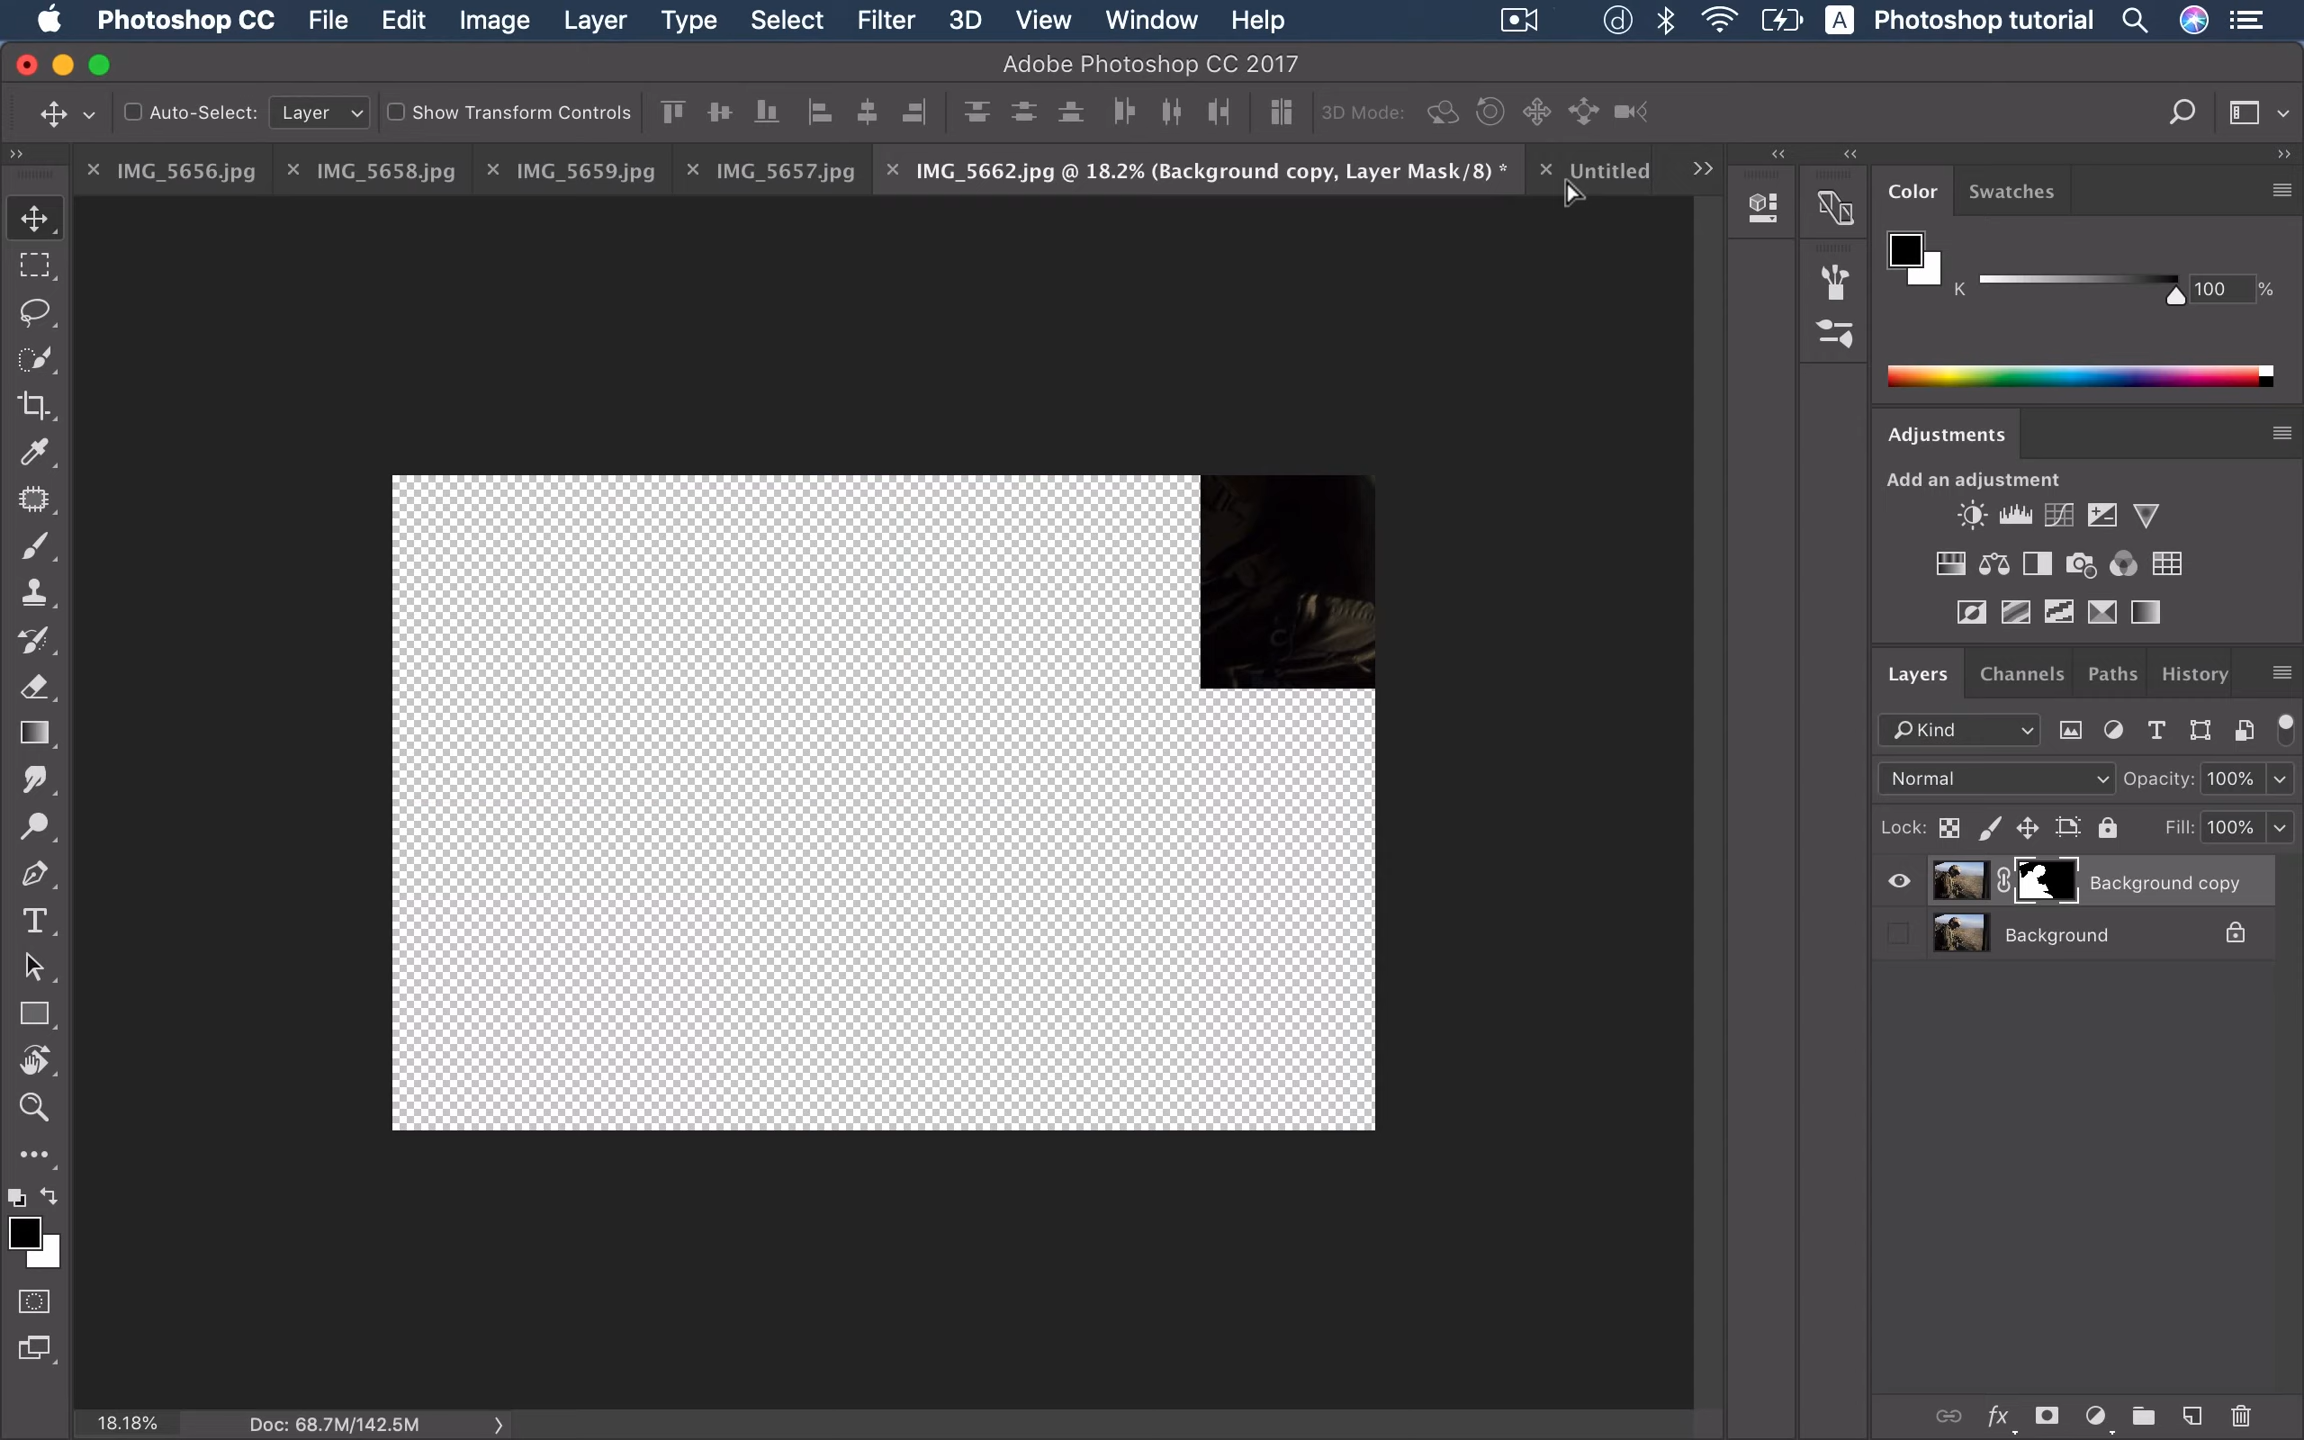 Photoshop CC File Edit Image Layer Type Select Filter 3D View Window Help A Photoshop tutorial
Adobe Photoshop CC 2017
Auto-Select: Layer Show Transform Controls 3D Mode:
IMG_5656.jpg IMG_5658.jpg IMG_5659.jpg IMG_5657.jpg IMG_5662.jpg @ 18.2% (Background copy, Layer Mask/8) * Untitled
Color Swatches
K 100 %
Adjustments
Add an adjustment
Layers Channels Paths History
Kind
Normal Opacity: 100%
Lock: Fill: 100%
Background copy
Background
18.18% Doc: 68.7M/142.5M